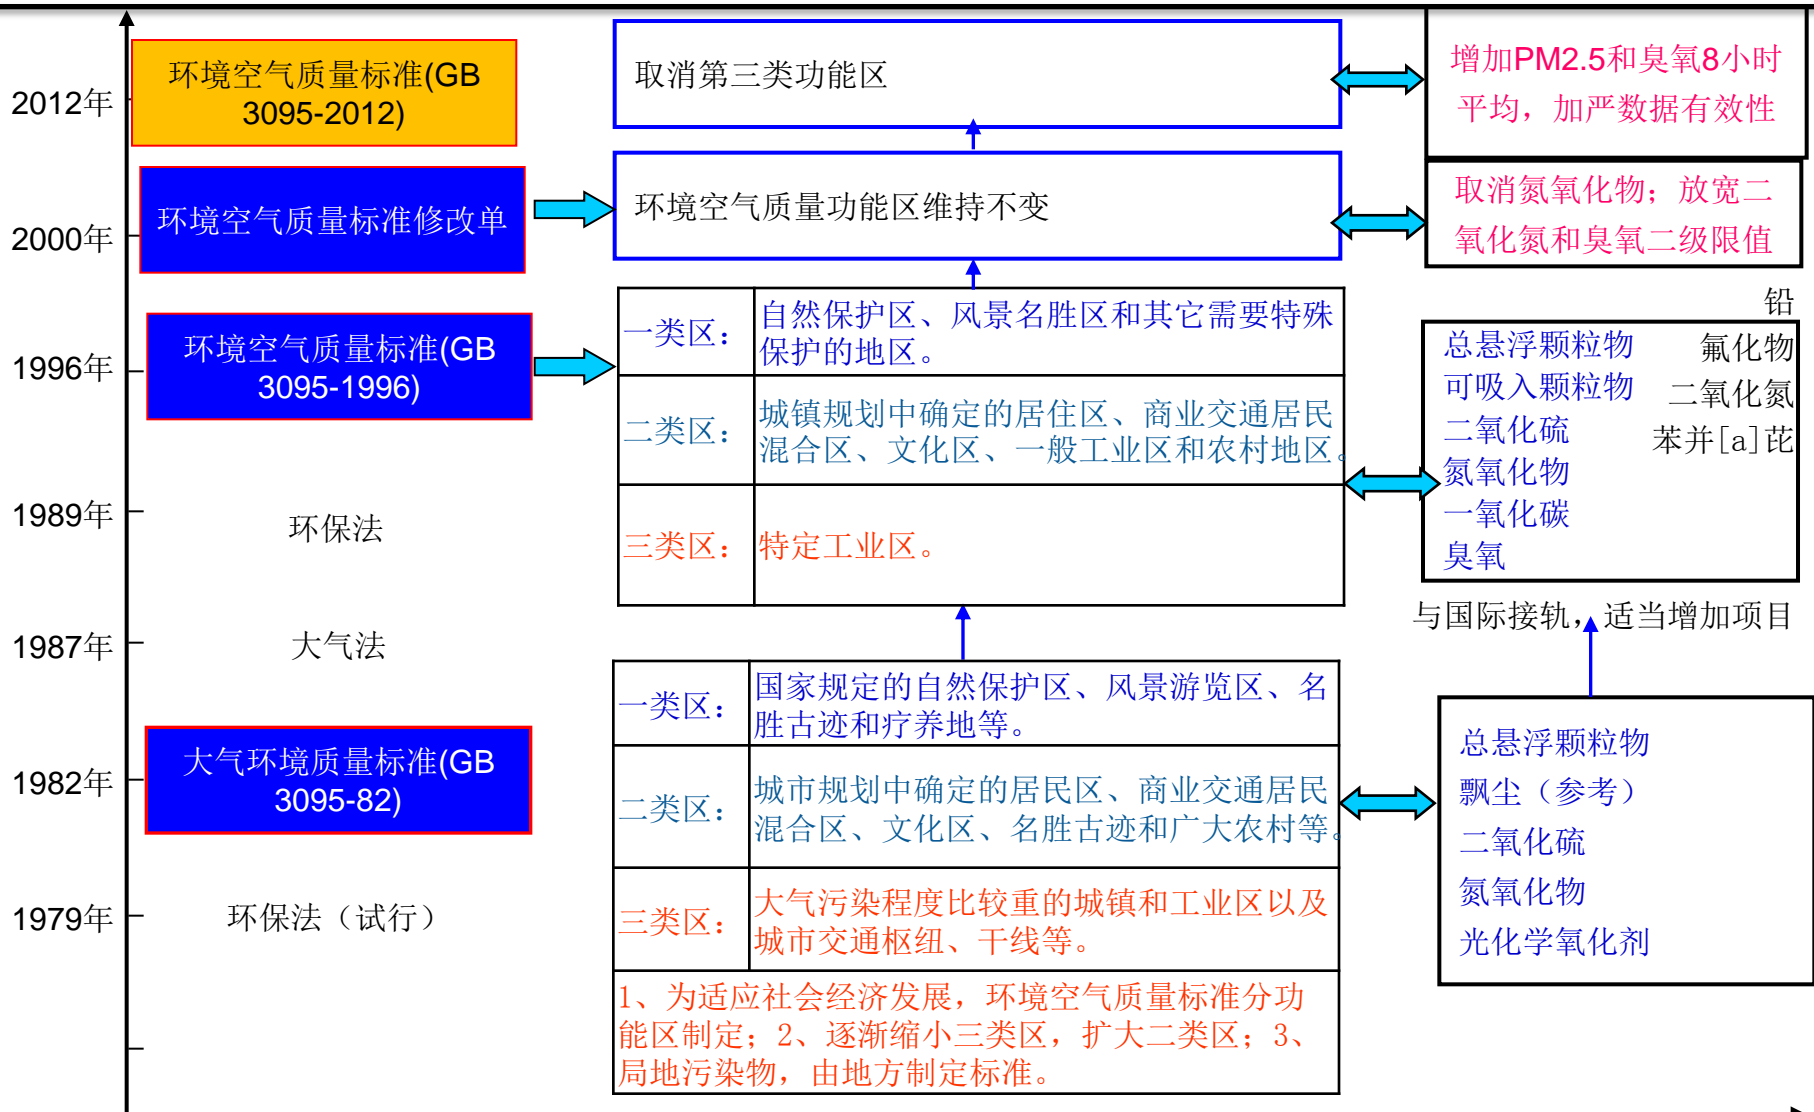 2012年
环境空气质量标准(GB
3095-2012)
取消第三类功能区
增加PM2.5和臭氧8小时
平均，加严数据有效性
2000年
环境空气质量标准修改单
环境空气质量功能区维持不变
取消氮氧化物；放宽二
氧化氮和臭氧二级限值
1996年
环境空气质量标准(GB
3095-1996)
一类区：
自然保护区、风景名胜区和其它需要特殊
保护的地区。
二类区：
城镇规划中确定的居住区、商业交通居民
混合区、文化区、一般工业区和农村地区。
三类区：
特定工业区。
总悬浮颗粒物
可吸入颗粒物
二氧化硫
氮氧化物
一氧化碳
臭氧
铅
氟化物
二氧化氮
苯并[a]芘
与国际接轨，适当增加项目
1989年
环保法
1987年
大气法
1982年
大气环境质量标准(GB
3095-82)
一类区：
国家规定的自然保护区、风景游览区、名
胜古迹和疗养地等。
二类区：
城市规划中确定的居民区、商业交通居民
混合区、文化区、名胜古迹和广大农村等。
三类区：
大气污染程度比较重的城镇和工业区以及
城市交通枢纽、干线等。
1、为适应社会经济发展，环境空气质量标准分功
能区制定；2、逐渐缩小三类区，扩大二类区；3、
局地污染物，由地方制定标准。
总悬浮颗粒物
飘尘（参考）
二氧化硫
氮氧化物
光化学氧化剂
1979年
环保法（试行）